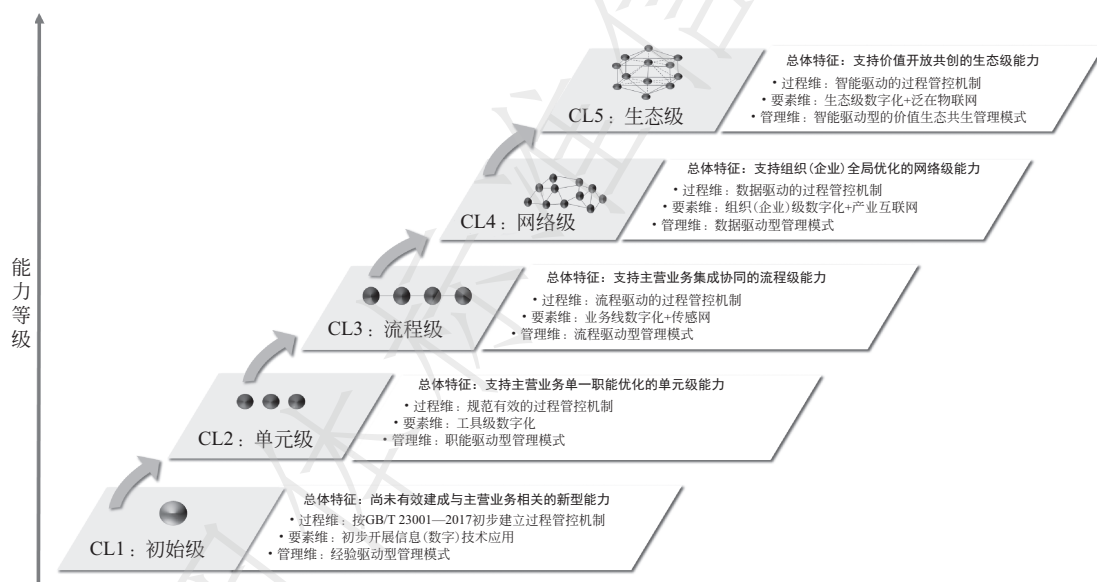 总体特征：支持价值开放共创的生态级能力
• 过程维：智能驱动的过程管控机制
• 要素维：生态级数字化+泛在物联网
• 管理维：智能驱动型的价值生态共生管理模式
CL5：生态级
总体特征：支持组织(企业)全局优化的网络级能力
• 过程维：数据驱动的过程管控机制
• 要素维：组织(企业)级数字化+产业互联网
• 管理维：数据驱动型管理模式
CL4：网络级
能力等级
总体特征：支持主营业务集成协同的流程级能力
• 过程维：流程驱动的过程管控机制
• 要素维：业务线数字化+传感网
• 管理维：流程驱动型管理模式
CL3：流程级
总体特征：支持主营业务单一职能优化的单元级能力
• 过程维：规范有效的过程管控机制
• 要素维：工具级数字化
• 管理维：职能驱动型管理模式
CL2：单元级
总体特征：尚未有效建成与主营业务相关的新型能力
• 过程维：按GB/T 23001—2017初步建立过程管控机制
• 要素维：初步开展信息(数字)技术应用
• 管理维：经验驱动型管理模式
CL1：初始级